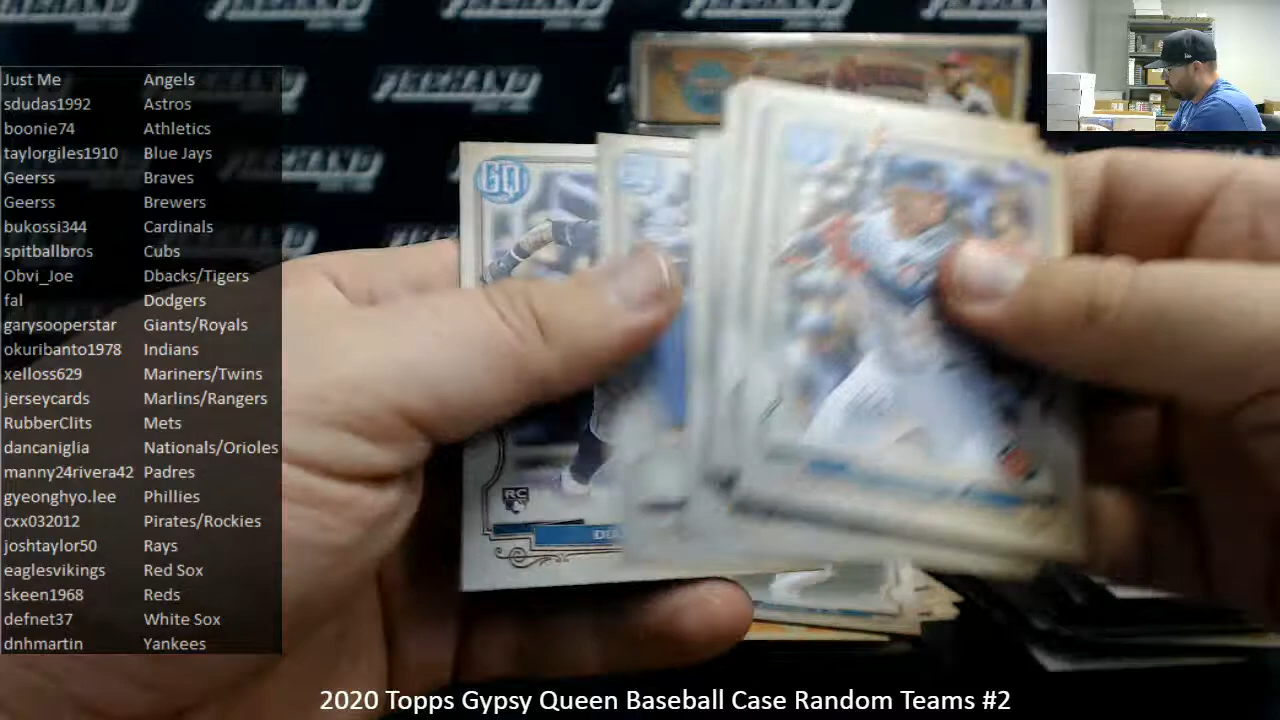 Just Me Angels
sdudas1992 Astros
boonie74 Athletics
taylorgiles1910 Blue Jays
Geerss Braves
Geerss Brewers
bukossi344 Cardinals
spitballbros Cubs
Obvi_Joe Dbacks/Tigers
fal Dodgers
garysooperstar Giants/Royals
okuribanto1978 Indians
xelloss629 Mariners/Twins
jerseycards Marlins/Rangers
RubberClits Mets
dancaniglia Nationals/Orioles
manny24rivera42 Padres
gyeonghyo.lee Phillies
cxx032012 Pirates/Rockies
joshtaylor50 Rays
eaglesvikings Red Sox
skeen1968 Reds
defnet37 White Sox
dnhmartin Yankees
GQ
RC
2020 Topps Gypsy Queen Baseball Case Random Teams #2